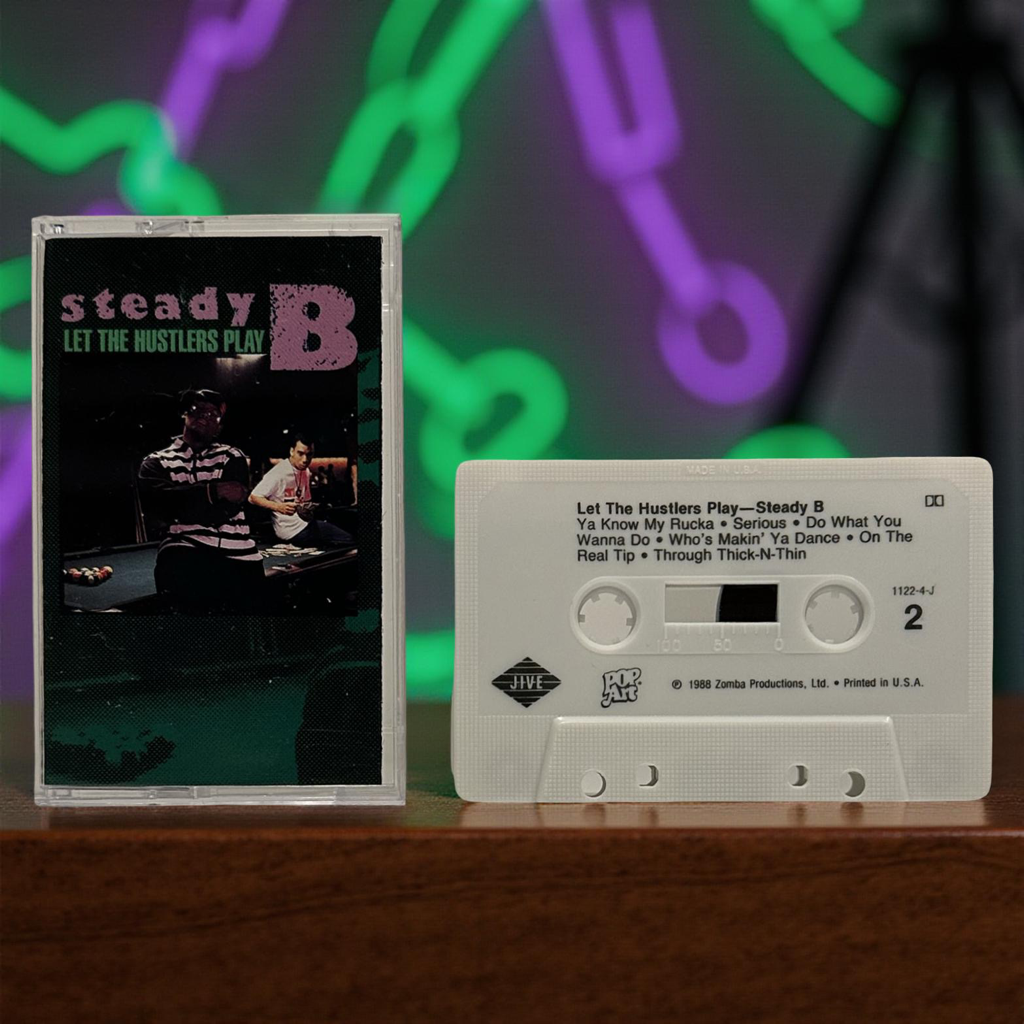 steady B
LET THE HUSTLERS PLAY
MADE IN U.S.A.
Let The Hustlers Play—Steady B
Ya Know My Rucka • Serious • Do What You
Wanna Do • Who's Makin' Ya Dance • On The
Real Tip • Through Thick-N-Thin
1122-4-J
2
100 50 0
JIVE
POP
ART
℗ 1988 Zomba Productions, Ltd. • Printed in U.S.A.